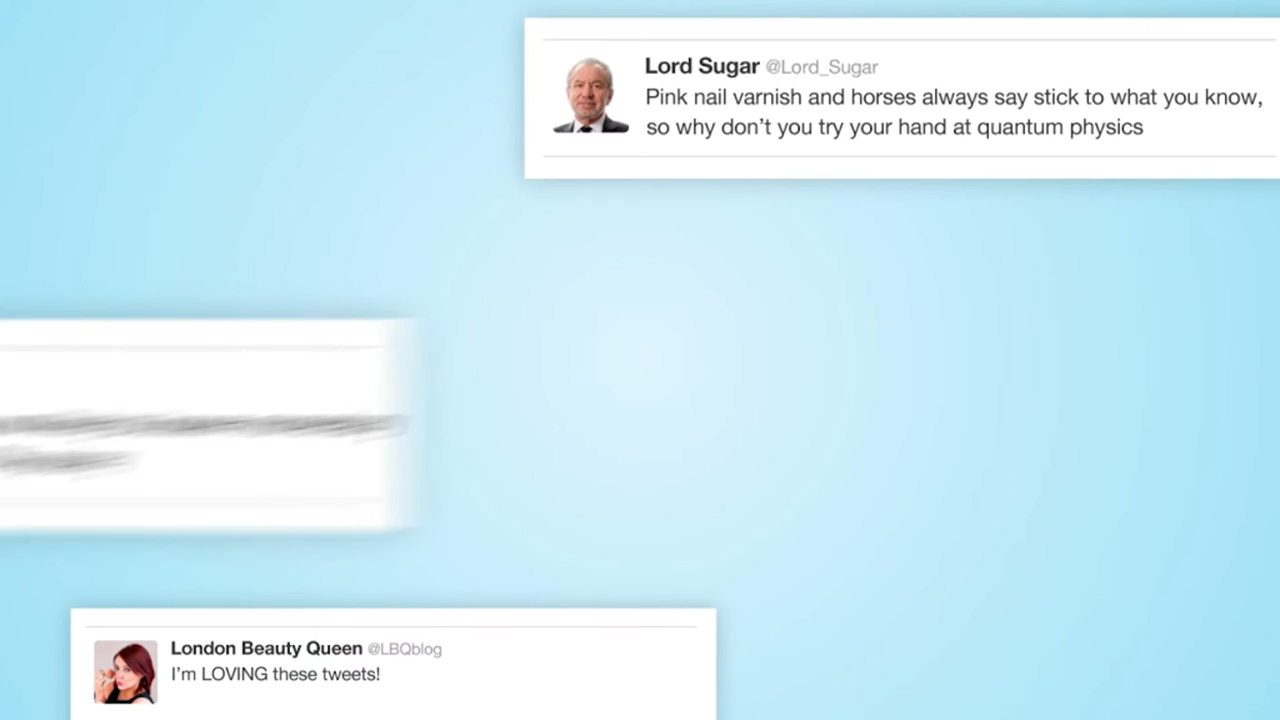 Lord Sugar @Lord_Sugar
Pink nail varnish and horses always say stick to what you know,
so why don't you try your hand at quantum physics
London Beauty Queen @LBQblog
I'm LOVING these tweets!